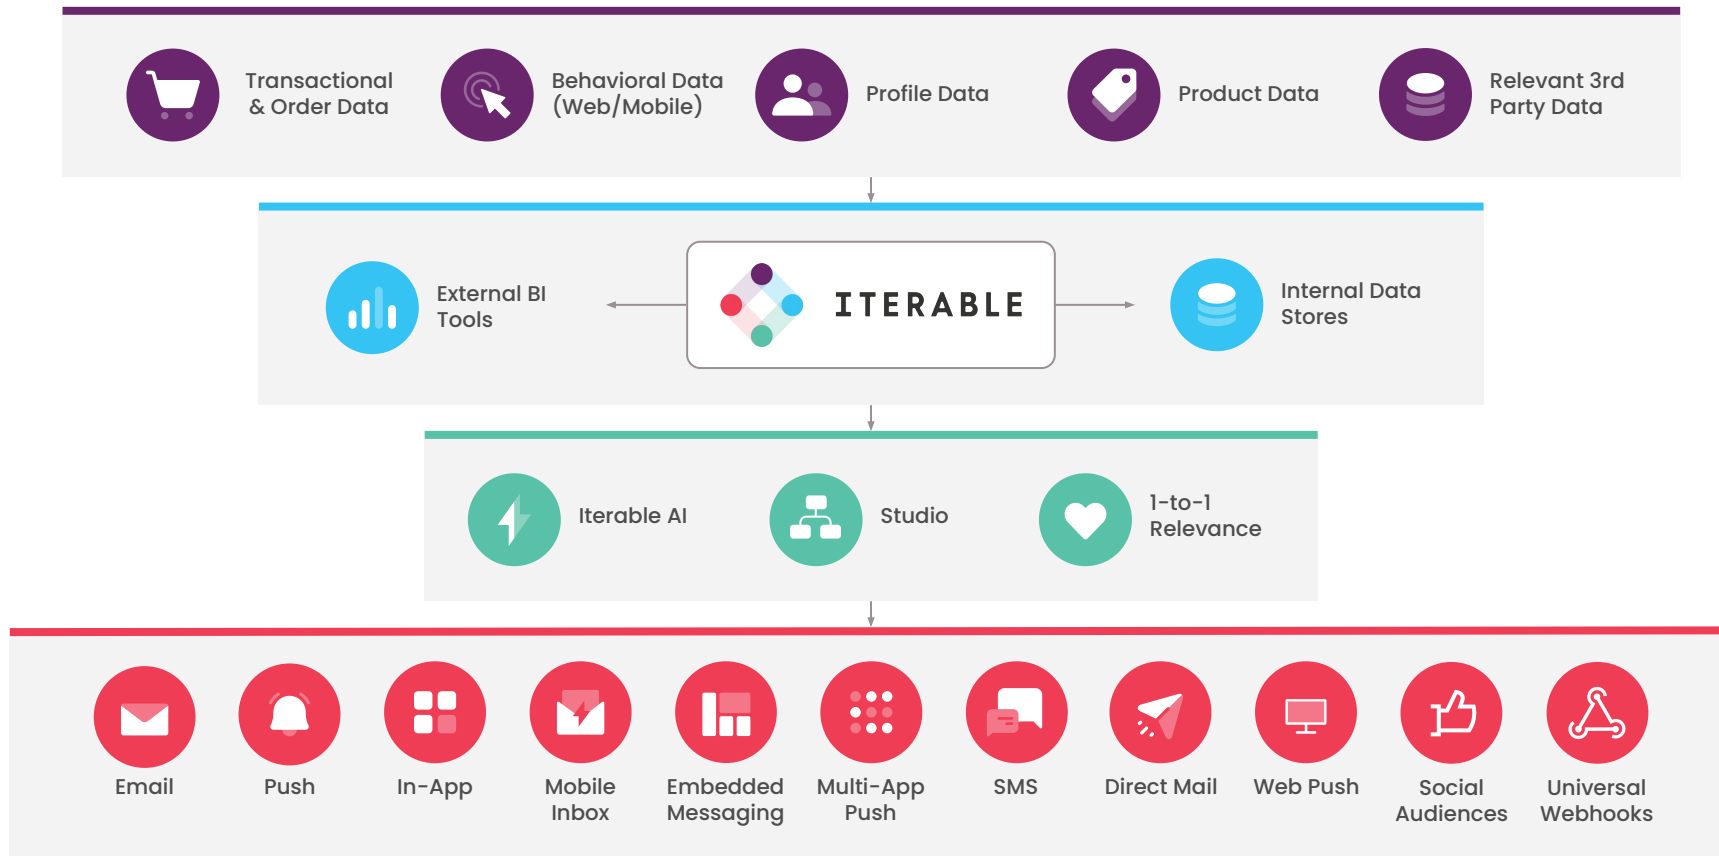 Transactional
& Order Data
Behavioral Data
(Web/Mobile)
Profile Data
Product Data
Relevant 3rd
Party Data
External BI
Tools
ITERABLE
Internal Data
Stores
Iterable AI
Studio
1-to-1
Relevance
Email
Push
In-App
Mobile
Inbox
Embedded
Messaging
Multi-App
Push
SMS
Direct Mail
Web Push
Social
Audiences
Universal
Webhooks